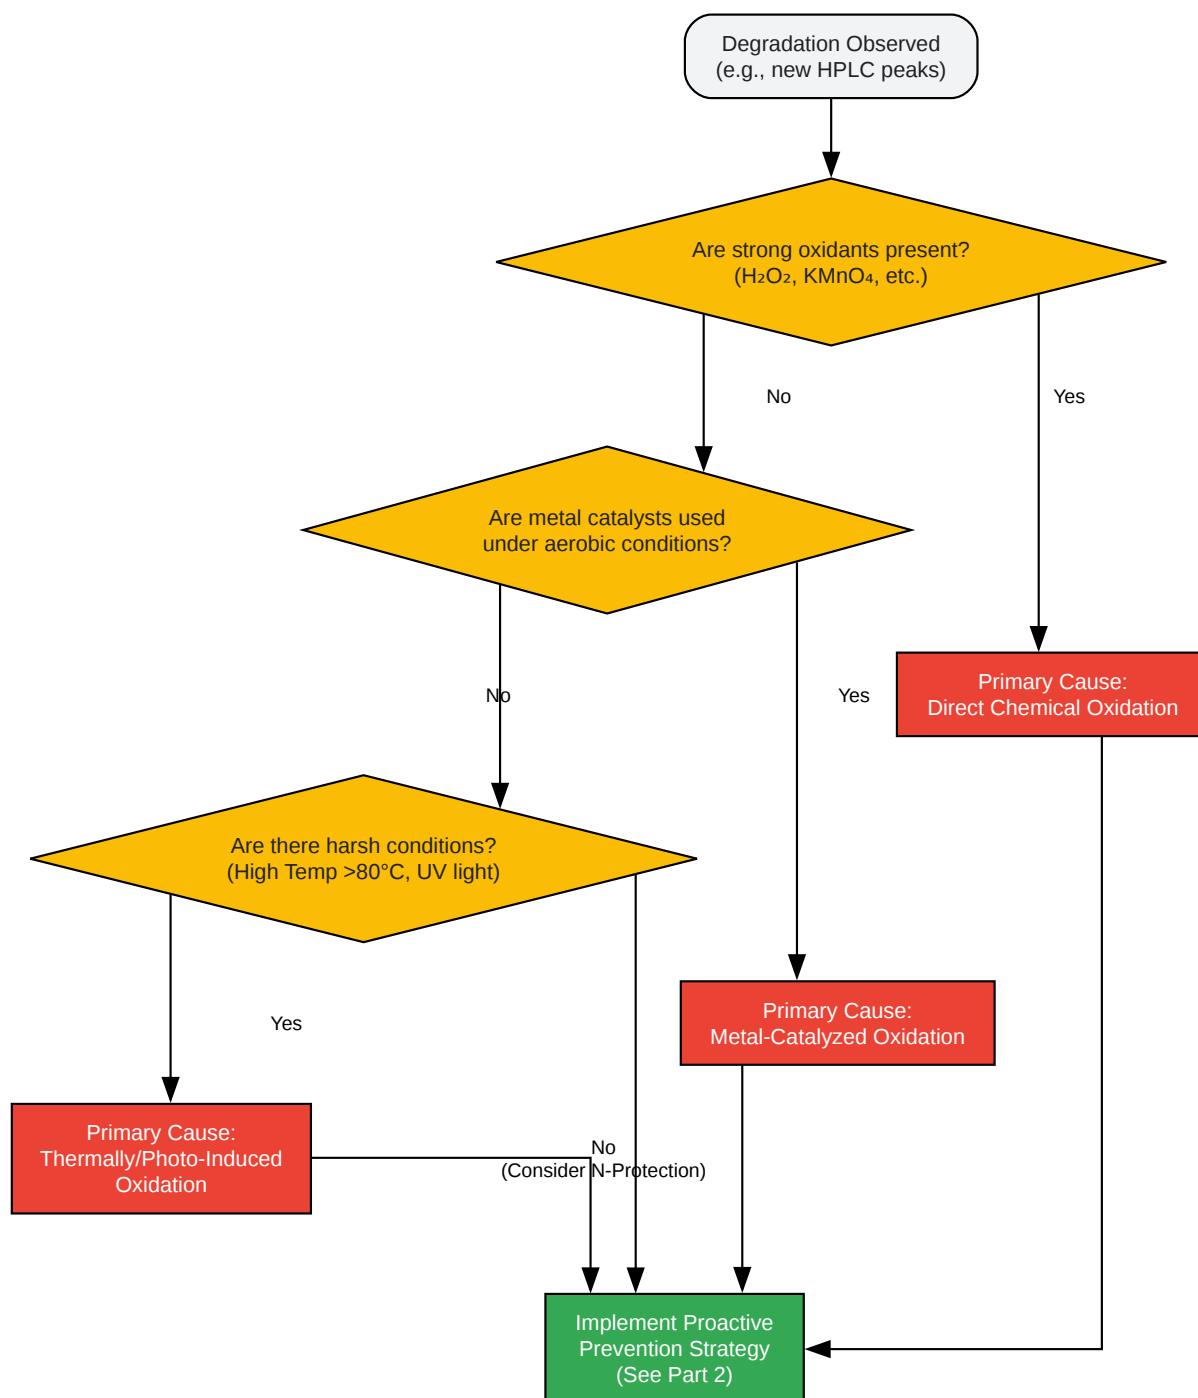 Degradation Observed
(e.g., new HPLC peaks)
Are strong oxidants present?
(H₂O₂, KMnO₄, etc.)
No
Yes
Are metal catalysts used
under aerobic conditions?
No
Yes
Primary Cause:
Direct Chemical Oxidation
Are there harsh conditions?
(High Temp >80°C, UV light)
Yes
Primary Cause:
Metal-Catalyzed Oxidation
Primary Cause:
Thermally/Photo-Induced
Oxidation
No
(Consider N-Protection)
Implement Proactive
Prevention Strategy
(See Part 2)